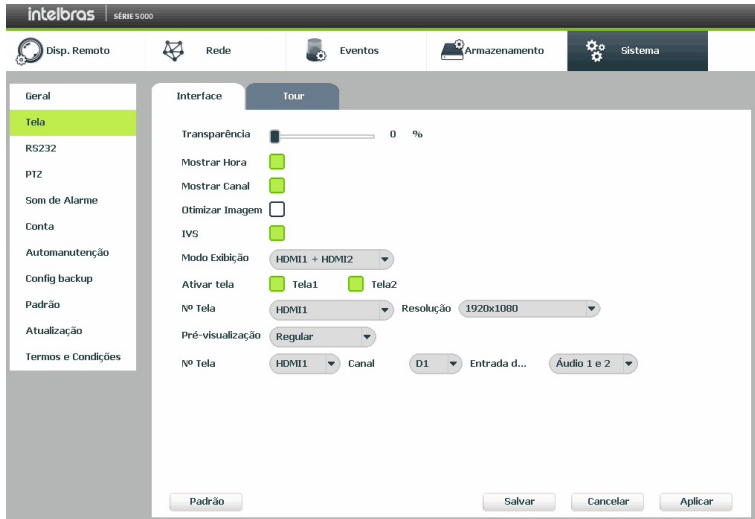 intelbras SÉRIE 5000
Disp. Remoto Rede Eventos Armazenamento Sistema
Geral
Tela
RS232
PTZ
Som de Alarme
Conta
Automanutenção
Config backup
Padrão
Atualização
Termos e Condições
Interface Tour
Transparência 0 %
Mostrar Hora
Mostrar Canal
Otimizar Imagem
IVS
Modo Exibição HDMI1 + HDMI2
Ativar tela Tela1 Tela2
Nº Tela HDMI1 Resolução 1920x1080
Pré-visualização Regular
Nº Tela HDMI1 Canal D1 Entrada d... Áudio 1 e 2
Padrão Salvar Cancelar Aplicar